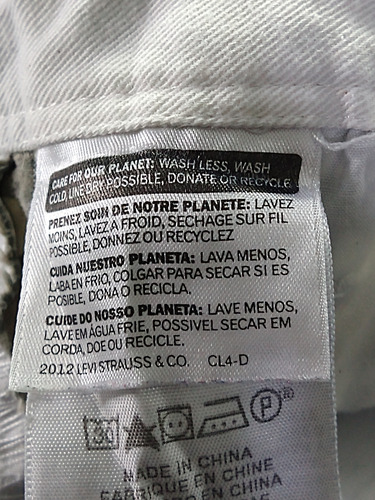 CARE FOR OUR PLANET: WASH LESS, WASH
COLD, LINE DRY POSSIBLE, DONATE OR RECYCLE.
PRENEZ SOIN DE NOTRE PLANETE: LAVEZ
MOINS, LAVEZ A FROID, SECHAGE SUR FIL
POSSIBLE, DONNEZ OU RECYCLEZ
CUIDA NUESTRO PLANETA: LAVA MENOS,
LABA EN FRIO, COLGAR PARA SECAR SI ES
POSIBLE, DONA O RECICLA.
CUIDE DO NOSSO PLANETA: LAVE MENOS,
LAVE EM ÁGUA FRIE, POSSIVEL SECAR EM
CORDA, DOE OU RECICLE.
2012 LEVI STRAUSS & CO. CL4-D
P®
MADE IN CHINA
FABRIQUE EN CHINE
EN CHINA